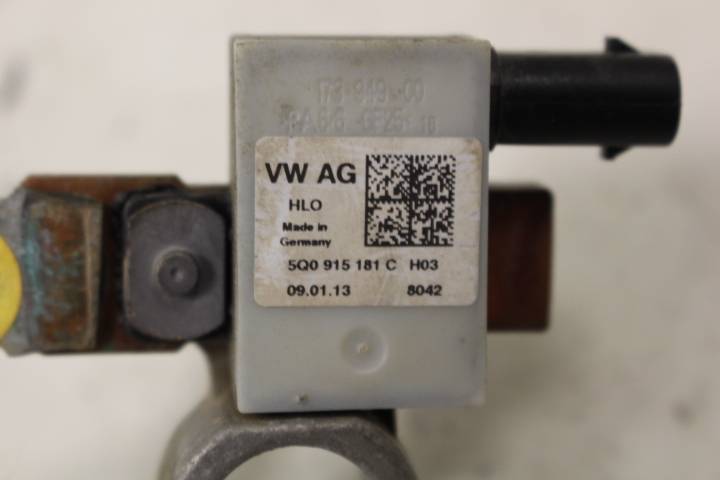 VW AG
HLO
Made in
Germany
5Q0 915 181 C H03
09.01.13 8042